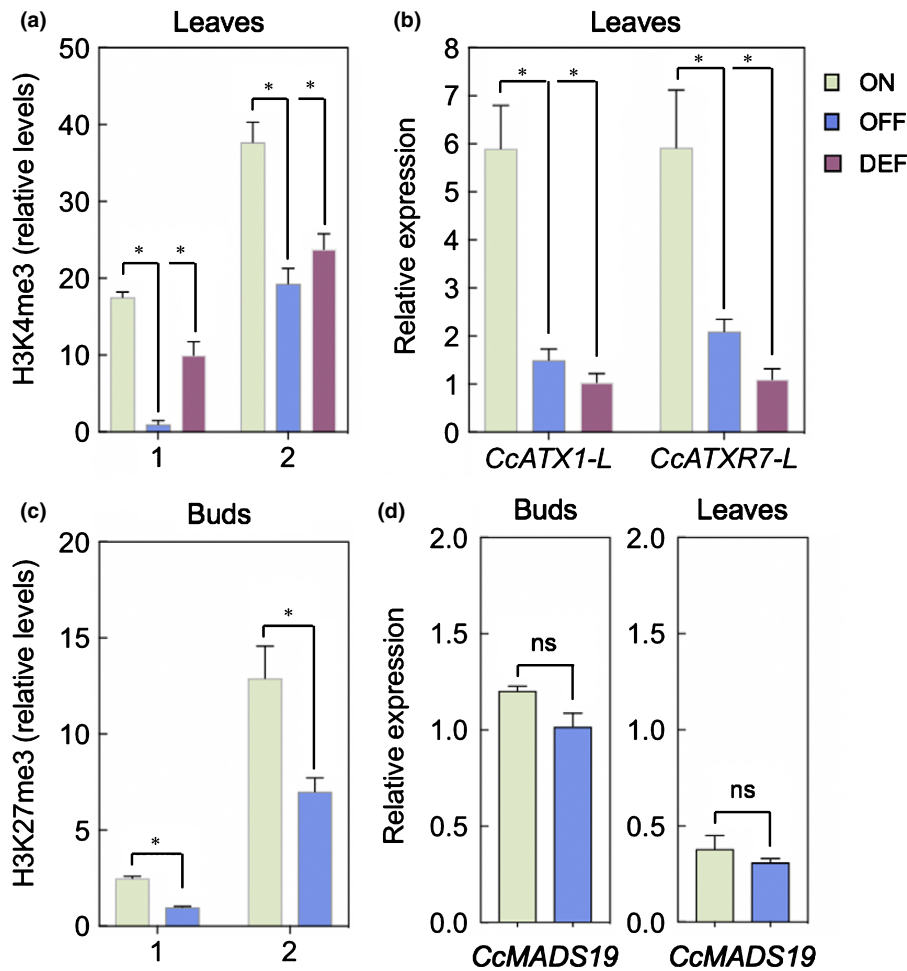 (a) Leaves
H3K4me3 (relative levels)
50
40
30
20
10
0
* *
* *
1 2
(b) Leaves
Relative expression
8
7
6
5
4
3
2
1
0
* *
* *
CcATX1-L CcATXR7-L
ON
OFF
DEF
(c) Buds
H3K27me3 (relative levels)
20
15
10
5
0
*
*
1 2
(d) Buds
Relative expression
2.0
1.5
1.0
0.5
0.0
ns
CcMADS19
Leaves
2.0
1.5
1.0
0.5
0.0
ns
CcMADS19